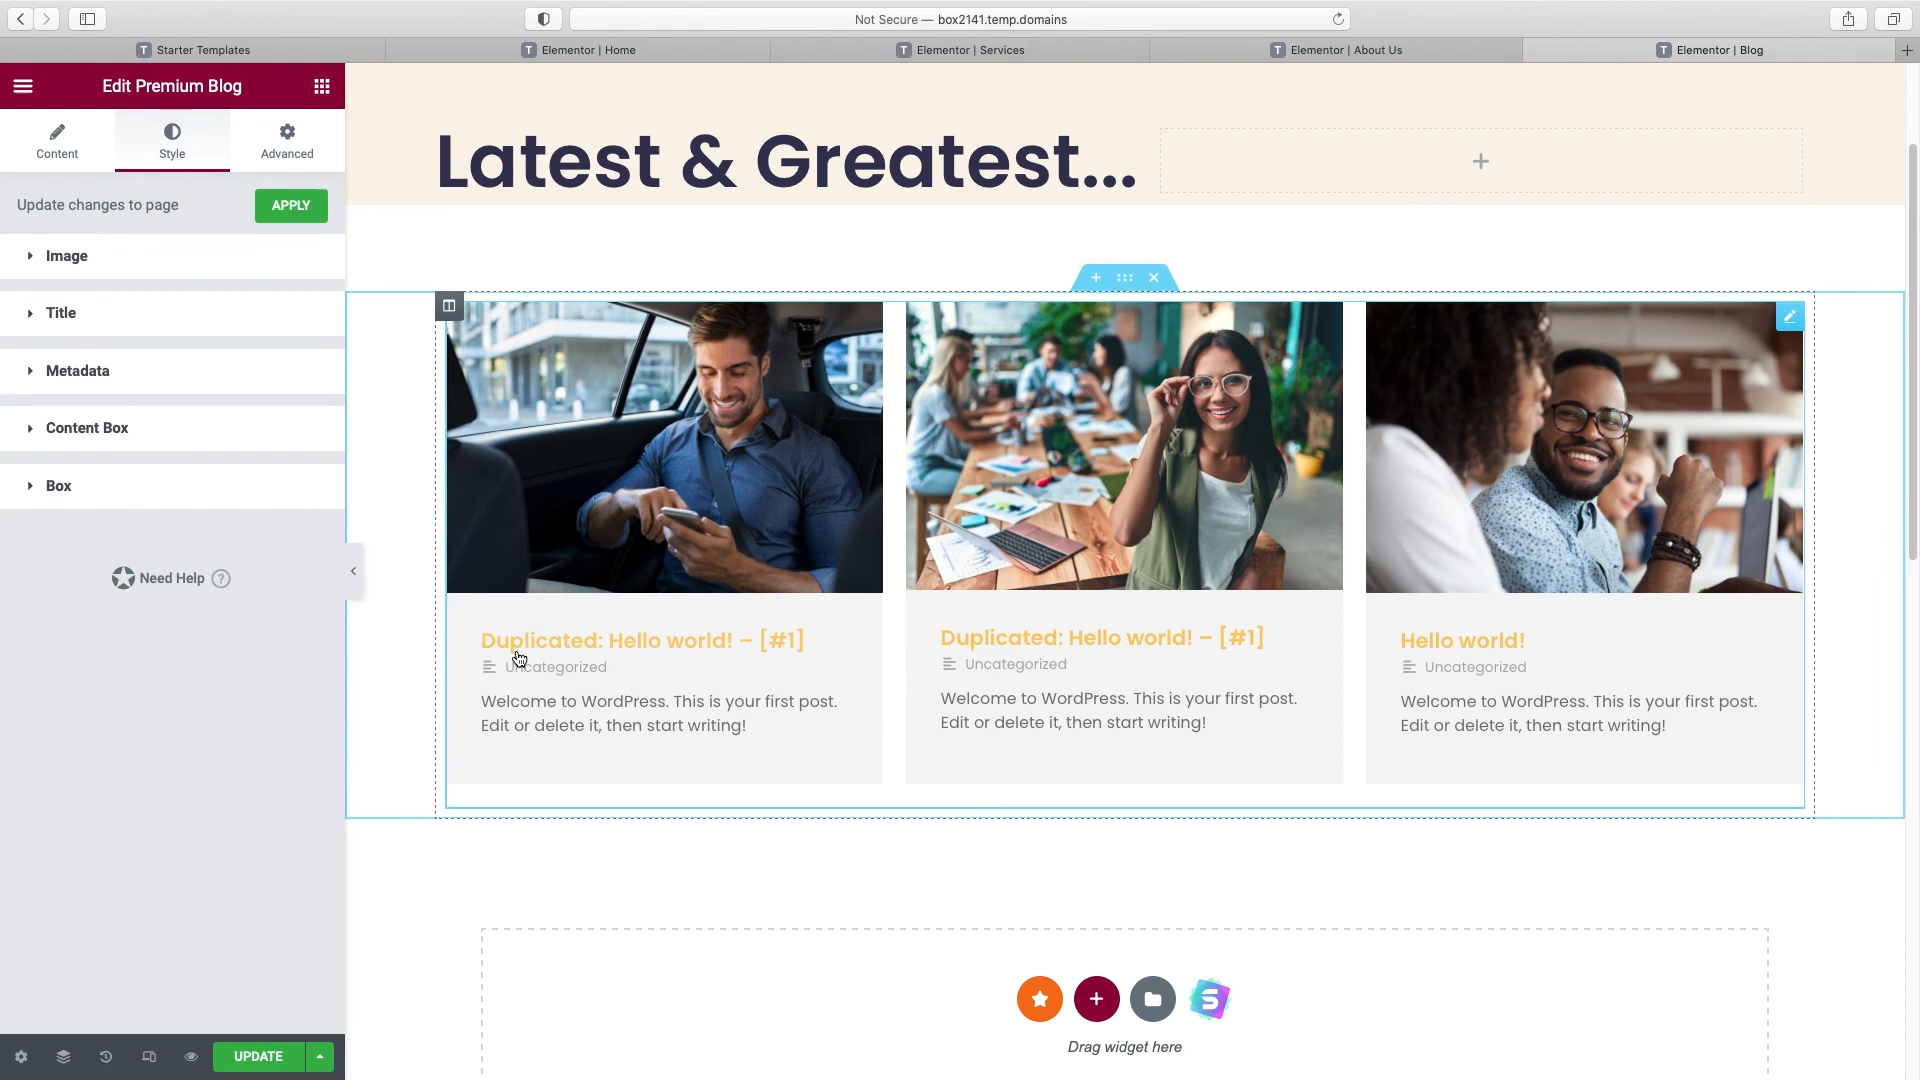 Not Secure — box2141.temp.domains
T Starter Templates
T Elementor | Home
T Elementor | Services
T Elementor | About Us
T Elementor | Blog
Edit Premium Blog
Content
Style
Advanced
Update changes to page
APPLY
Image
Title
Metadata
Content Box
Box
Need Help ?
UPDATE
Latest & Greatest...
Duplicated: Hello world! – [#1]
Uncategorized
Welcome to WordPress. This is your first post.
Edit or delete it, then start writing!
Duplicated: Hello world! – [#1]
Uncategorized
Welcome to WordPress. This is your first post.
Edit or delete it, then start writing!
Hello world!
Uncategorized
Welcome to WordPress. This is your first post.
Edit or delete it, then start writing!
S
Drag widget here